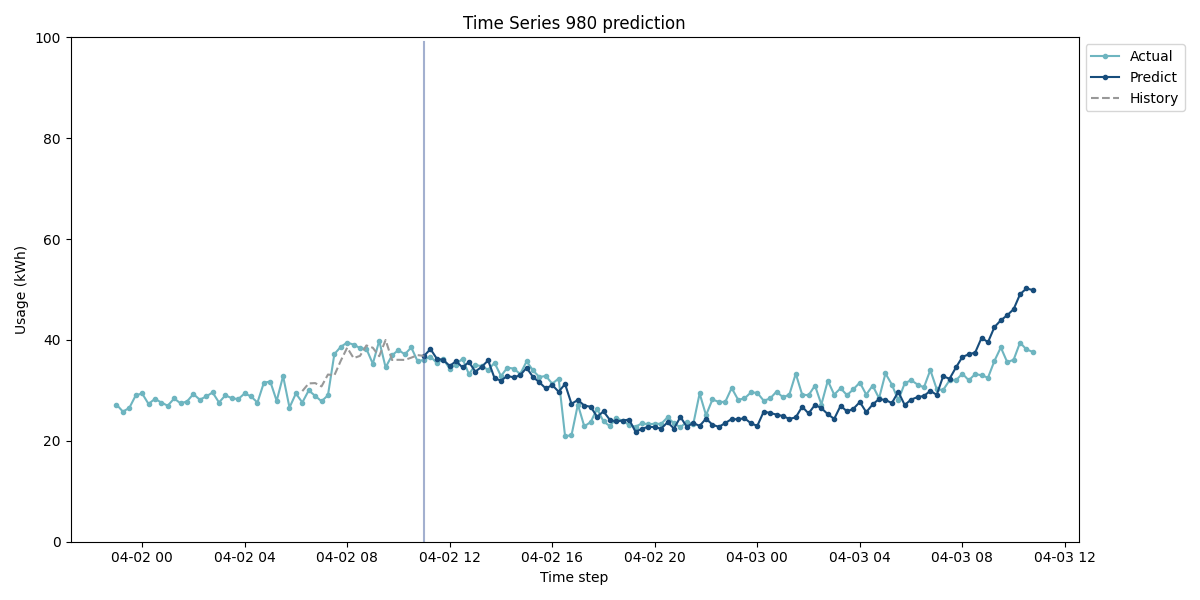 Time Series 980 prediction
100
80
60
40
20
0
Usage (kWh)
04-02 00 04-02 04 04-02 08 04-02 12 04-02 16 04-02 20 04-03 00 04-03 04 04-03 08 04-03 12
Time step
Actual
Predict
History